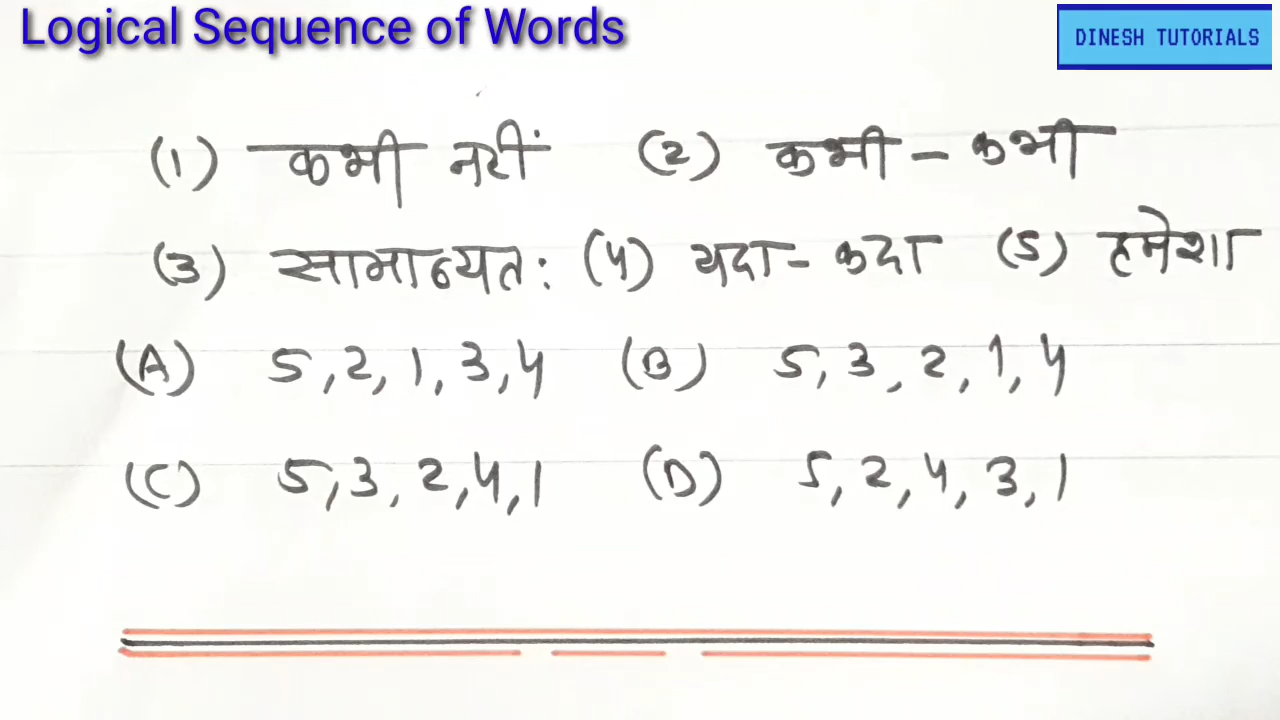 Logical Sequence of Words
DINESH TUTORIALS
(1) कभी नहीं (2) कभी - कभी
(3) सामान्यत: (4) यदा - कदा (5) हमेशा
(A) 5, 2, 1, 3, 4 (B) 5, 3, 2, 1, 4
(C) 5, 3, 2, 4, 1 (D) 5, 2, 4, 3, 1